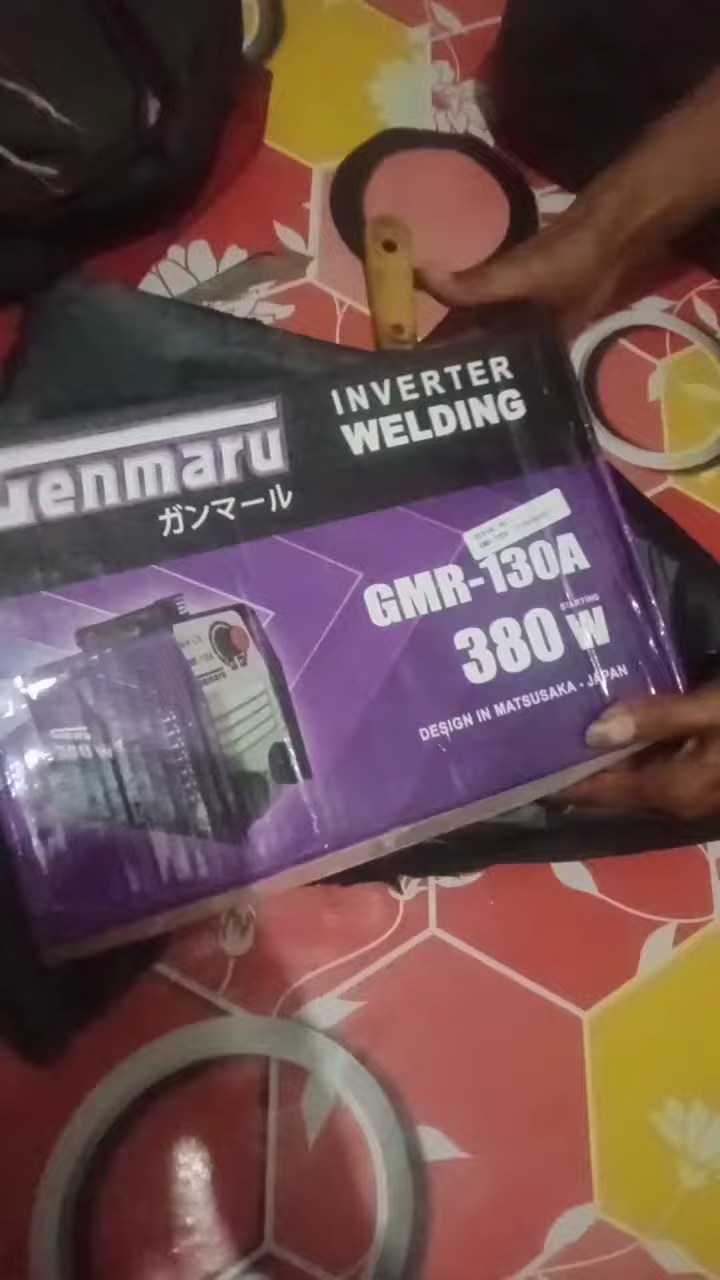 Genmaru
ガンマール
INVERTER
WELDING
GMR-130A
STARTING
380 W
DESIGN IN MATSUSAKA - JAPAN